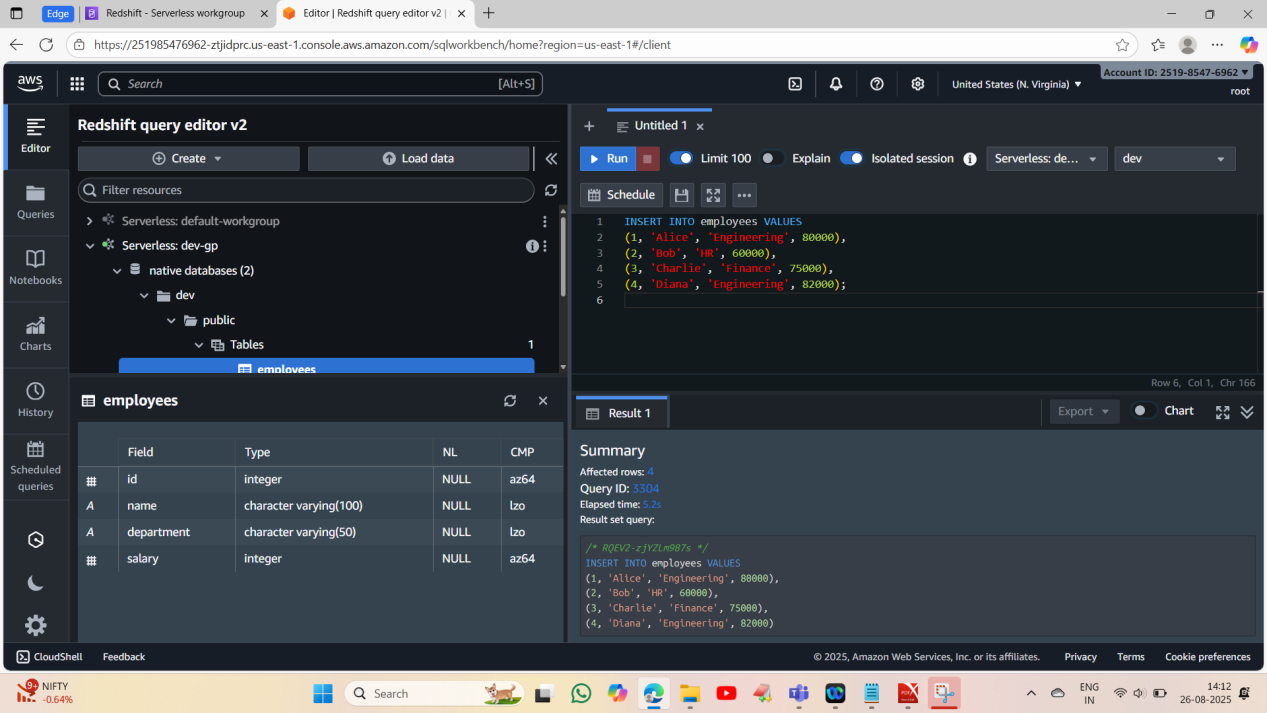 Edge
Redshift - Serverless workgroup
Editor | Redshift query editor v2 |
https://251985476962-ztjidprc.us-east-1.console.aws.amazon.com/sqlworkbench/home?region=us-east-1#/client
aws
Search
[Alt+S]
United States (N. Virginia)
Account ID: 2519-8547-6962
root
Editor
Queries
Notebooks
Charts
History
Scheduled
queries
Redshift query editor v2
Create
Load data
Filter resources
Serverless: default-workgroup
Serverless: dev-gp
native databases (2)
dev
public
Tables
1
employees
employees
Field Type NL CMP
id integer NULL az64
name character varying(100) NULL lzo
department character varying(50) NULL lzo
salary integer NULL az64
Untitled 1
Run
Limit 100
Explain
Isolated session
Serverless: de...
dev
Schedule
1 INSERT INTO employees VALUES
2 (1, 'Alice', 'Engineering', 80000),
3 (2, 'Bob', 'HR', 60000),
4 (3, 'Charlie', 'Finance', 75000),
5 (4, 'Diana', 'Engineering', 82000);
6
Row 6, Col 1, Chr 166
Result 1
Export
Chart
Summary
Affected rows: 4
Query ID: 3304
Elapsed time: 5.2s
Result set query:
/* RQEV2-zjYZLm987s */
INSERT INTO employees VALUES
(1, 'Alice', 'Engineering', 80000),
(2, 'Bob', 'HR', 60000),
(3, 'Charlie', 'Finance', 75000),
(4, 'Diana', 'Engineering', 82000)
CloudShell
Feedback
© 2025, Amazon Web Services, Inc. or its affiliates.
Privacy
Terms
Cookie preferences
9+
NIFTY
-0.64%
Search
ENG
IN
14:12
26-08-2025